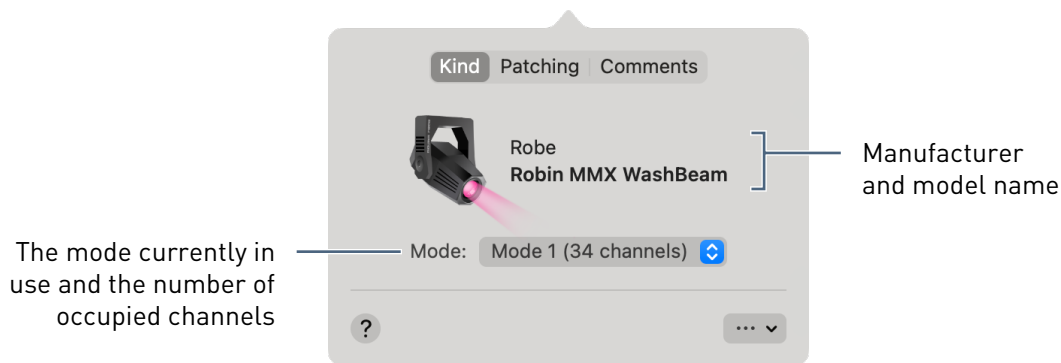 Kind Patching Comments
Robe
Robin MMX WashBeam
Manufacturer
and model name
The mode currently in
use and the number of
occupied channels
Mode: Mode 1 (34 channels)
?